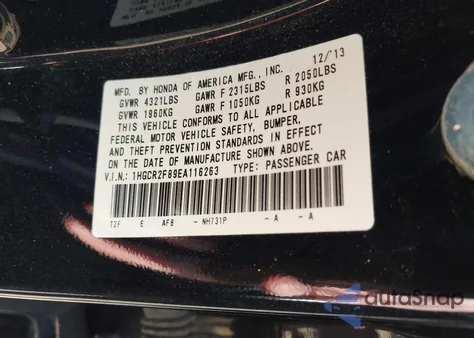 MFD. BY HONDA OF AMERICA MFG., INC. 12/'13
GVWR 4321LBS GAWR F 2315LBS R 2050LBS
GVWR 1960KG GAWR F 1050KG R 930KG
THIS VEHICLE CONFORMS TO ALL APPLICABLE
FEDERAL MOTOR VEHICLE SAFETY, BUMPER,
AND THEFT PREVENTION STANDARDS IN EFFECT
ON THE DATE OF MANUFACTURE SHOWN ABOVE.
V.I.N.: 1HGCR2F89EA116263 TYPE: PASSENGER CAR
T2F E AF8 - NH731P - A - A
autoSnap